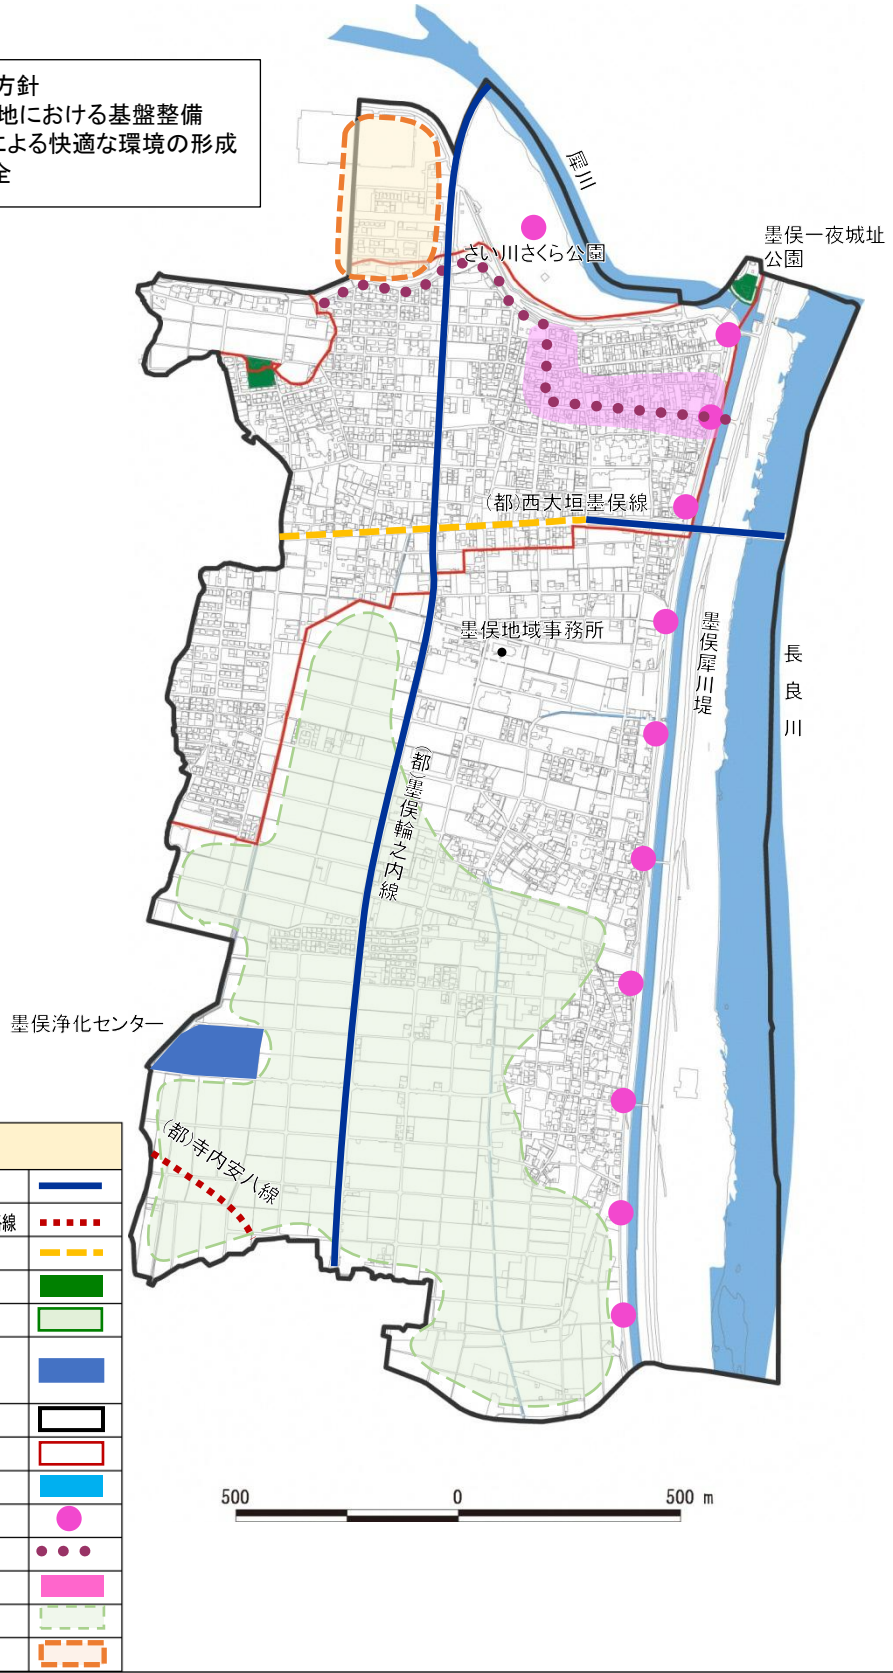 方針
地における基盤整備
による快適な環境の形成
全
犀川
墨俣一夜城址
公園
さい川さくら公園
(都)西大垣墨俣線
墨俣地域事務所
墨俣犀川堤
長良川
(都)墨俣輪之内線
墨俣浄化センター
(都)寺内安八線
線
500 0 500 m